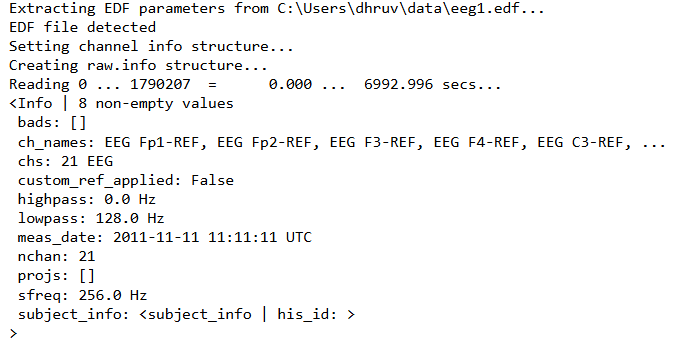 Extracting EDF parameters from C:\Users\dhruv\data\eeg1.edf...
EDF file detected
Setting channel info structure...
Creating raw.info structure...
Reading 0 ... 1790207  =      0.000 ...  6992.996 secs...
<Info | 8 non-empty values
 bads: []
 ch_names: EEG Fp1-REF, EEG Fp2-REF, EEG F3-REF, EEG F4-REF, EEG C3-REF, ...
 chs: 21 EEG
 custom_ref_applied: False
 highpass: 0.0 Hz
 lowpass: 128.0 Hz
 meas_date: 2011-11-11 11:11:11 UTC
 nchan: 21
 projs: []
 sfreq: 256.0 Hz
 subject_info: <subject_info | his_id: >
>